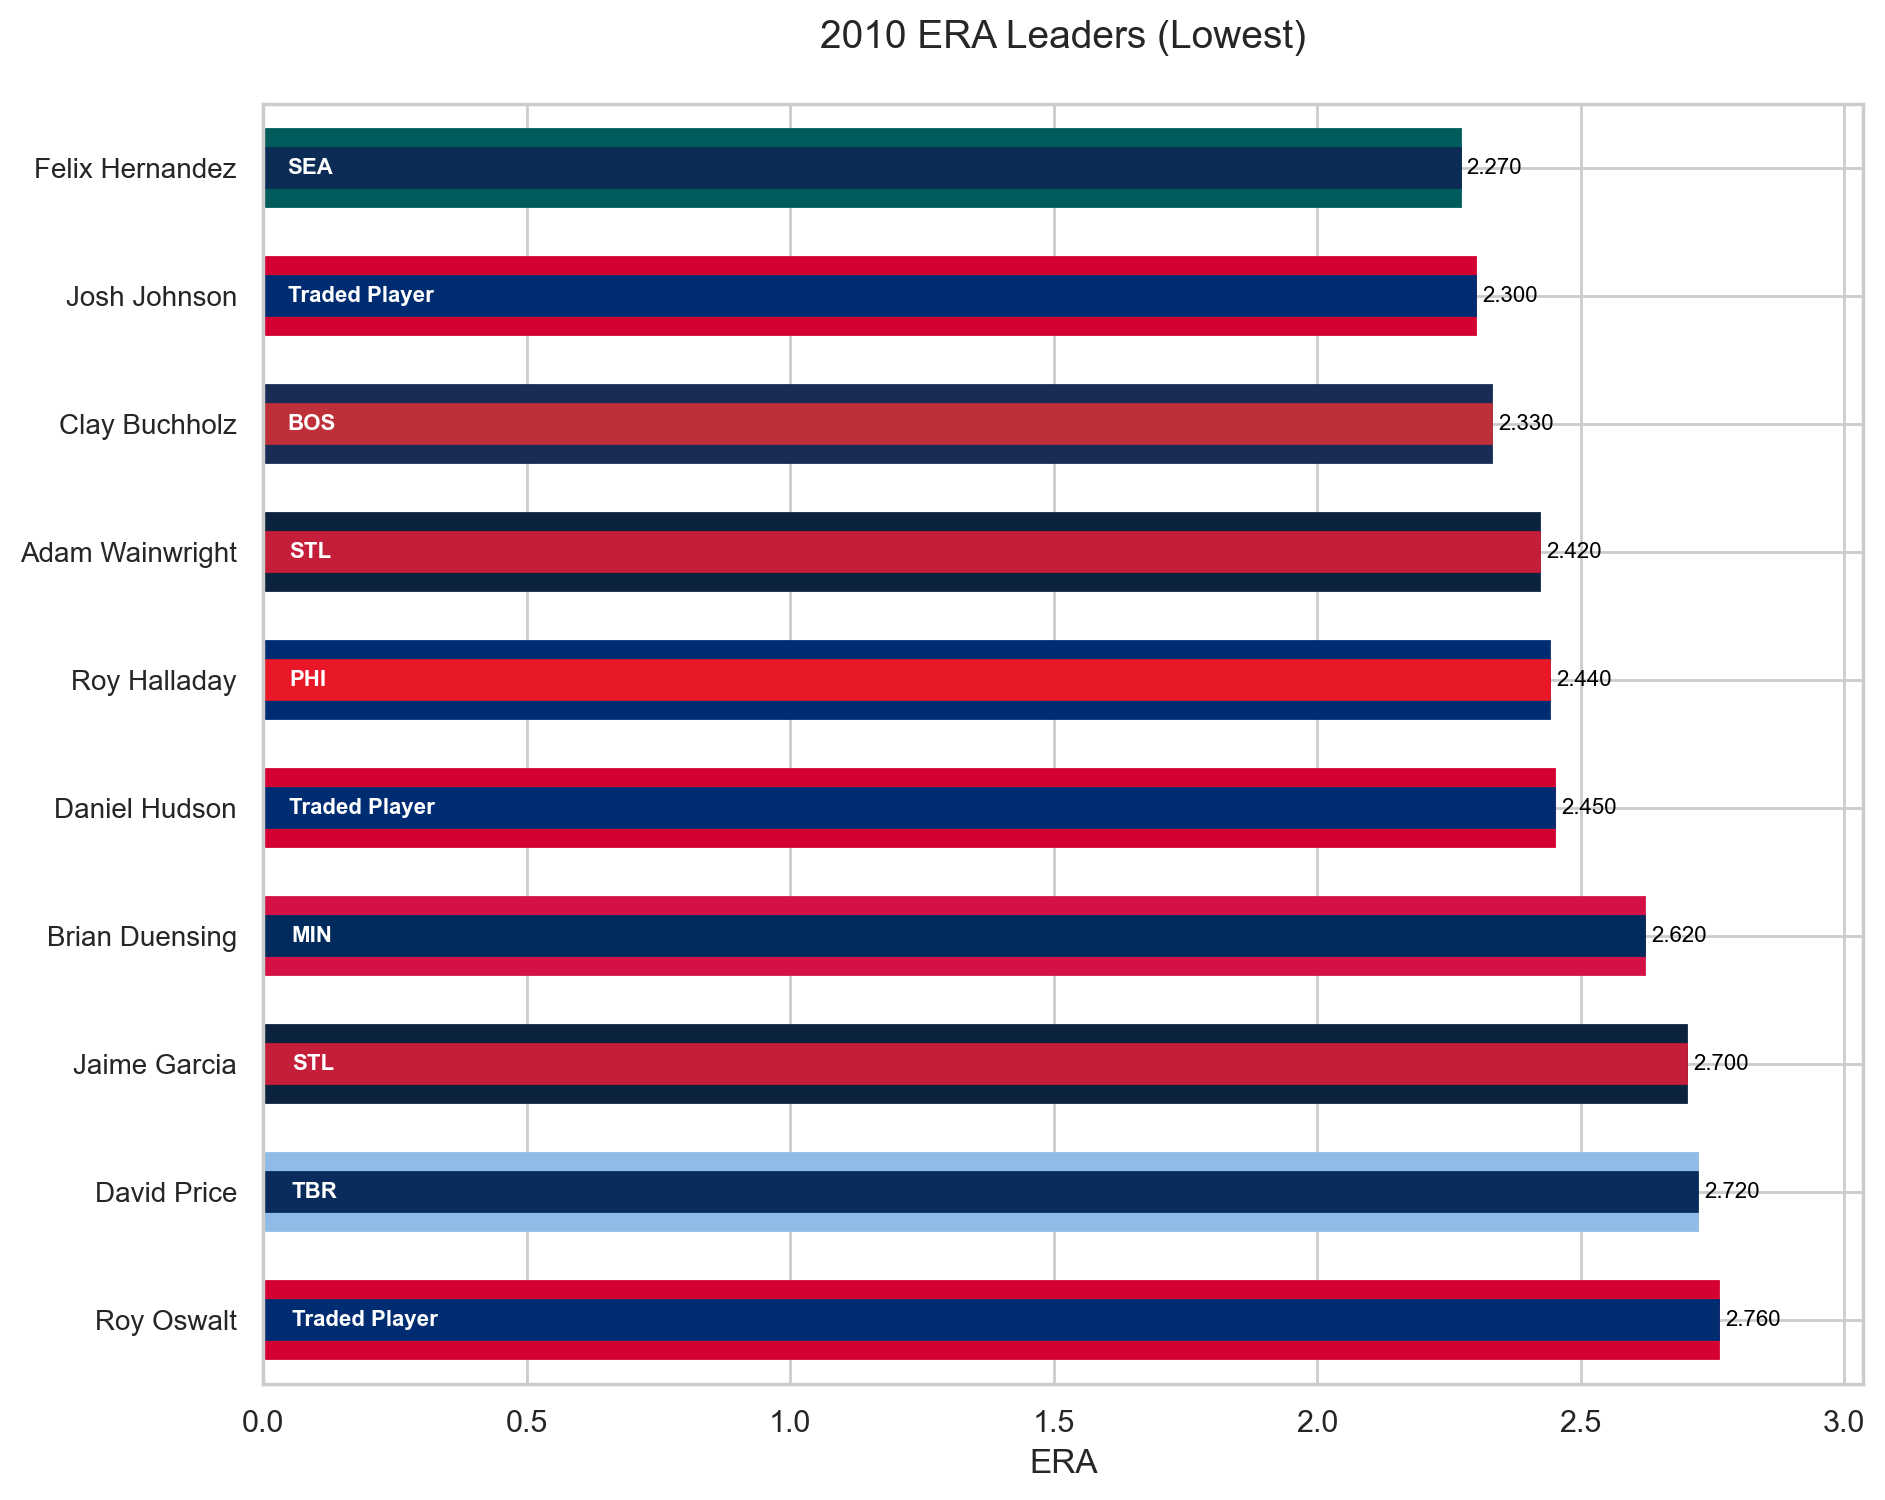 2010 ERA Leaders (Lowest)
Felix Hernandez SEA 2.270
Josh Johnson Traded Player 2.300
Clay Buchholz BOS 2.330
Adam Wainwright STL 2.420
Roy Halladay PHI 2.440
Daniel Hudson Traded Player 2.450
Brian Duensing MIN 2.620
Jaime Garcia STL 2.700
David Price TBR 2.720
Roy Oswalt Traded Player 2.760
0.0 0.5 1.0 1.5 2.0 2.5 3.0
ERA